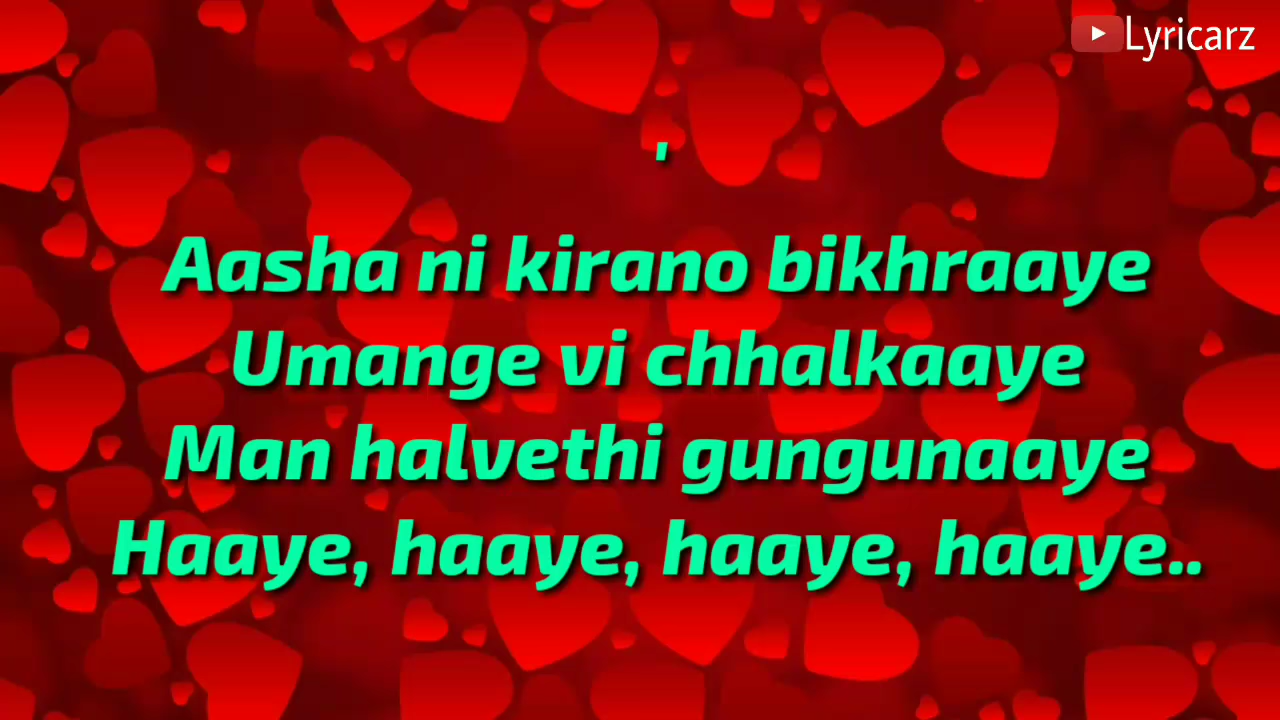 Lyricarz
'
Aasha ni kirano bikhraaye
Umange vi chhalkaaye
Man halvethi gungunaaye
Haaye, haaye, haaye, haaye..